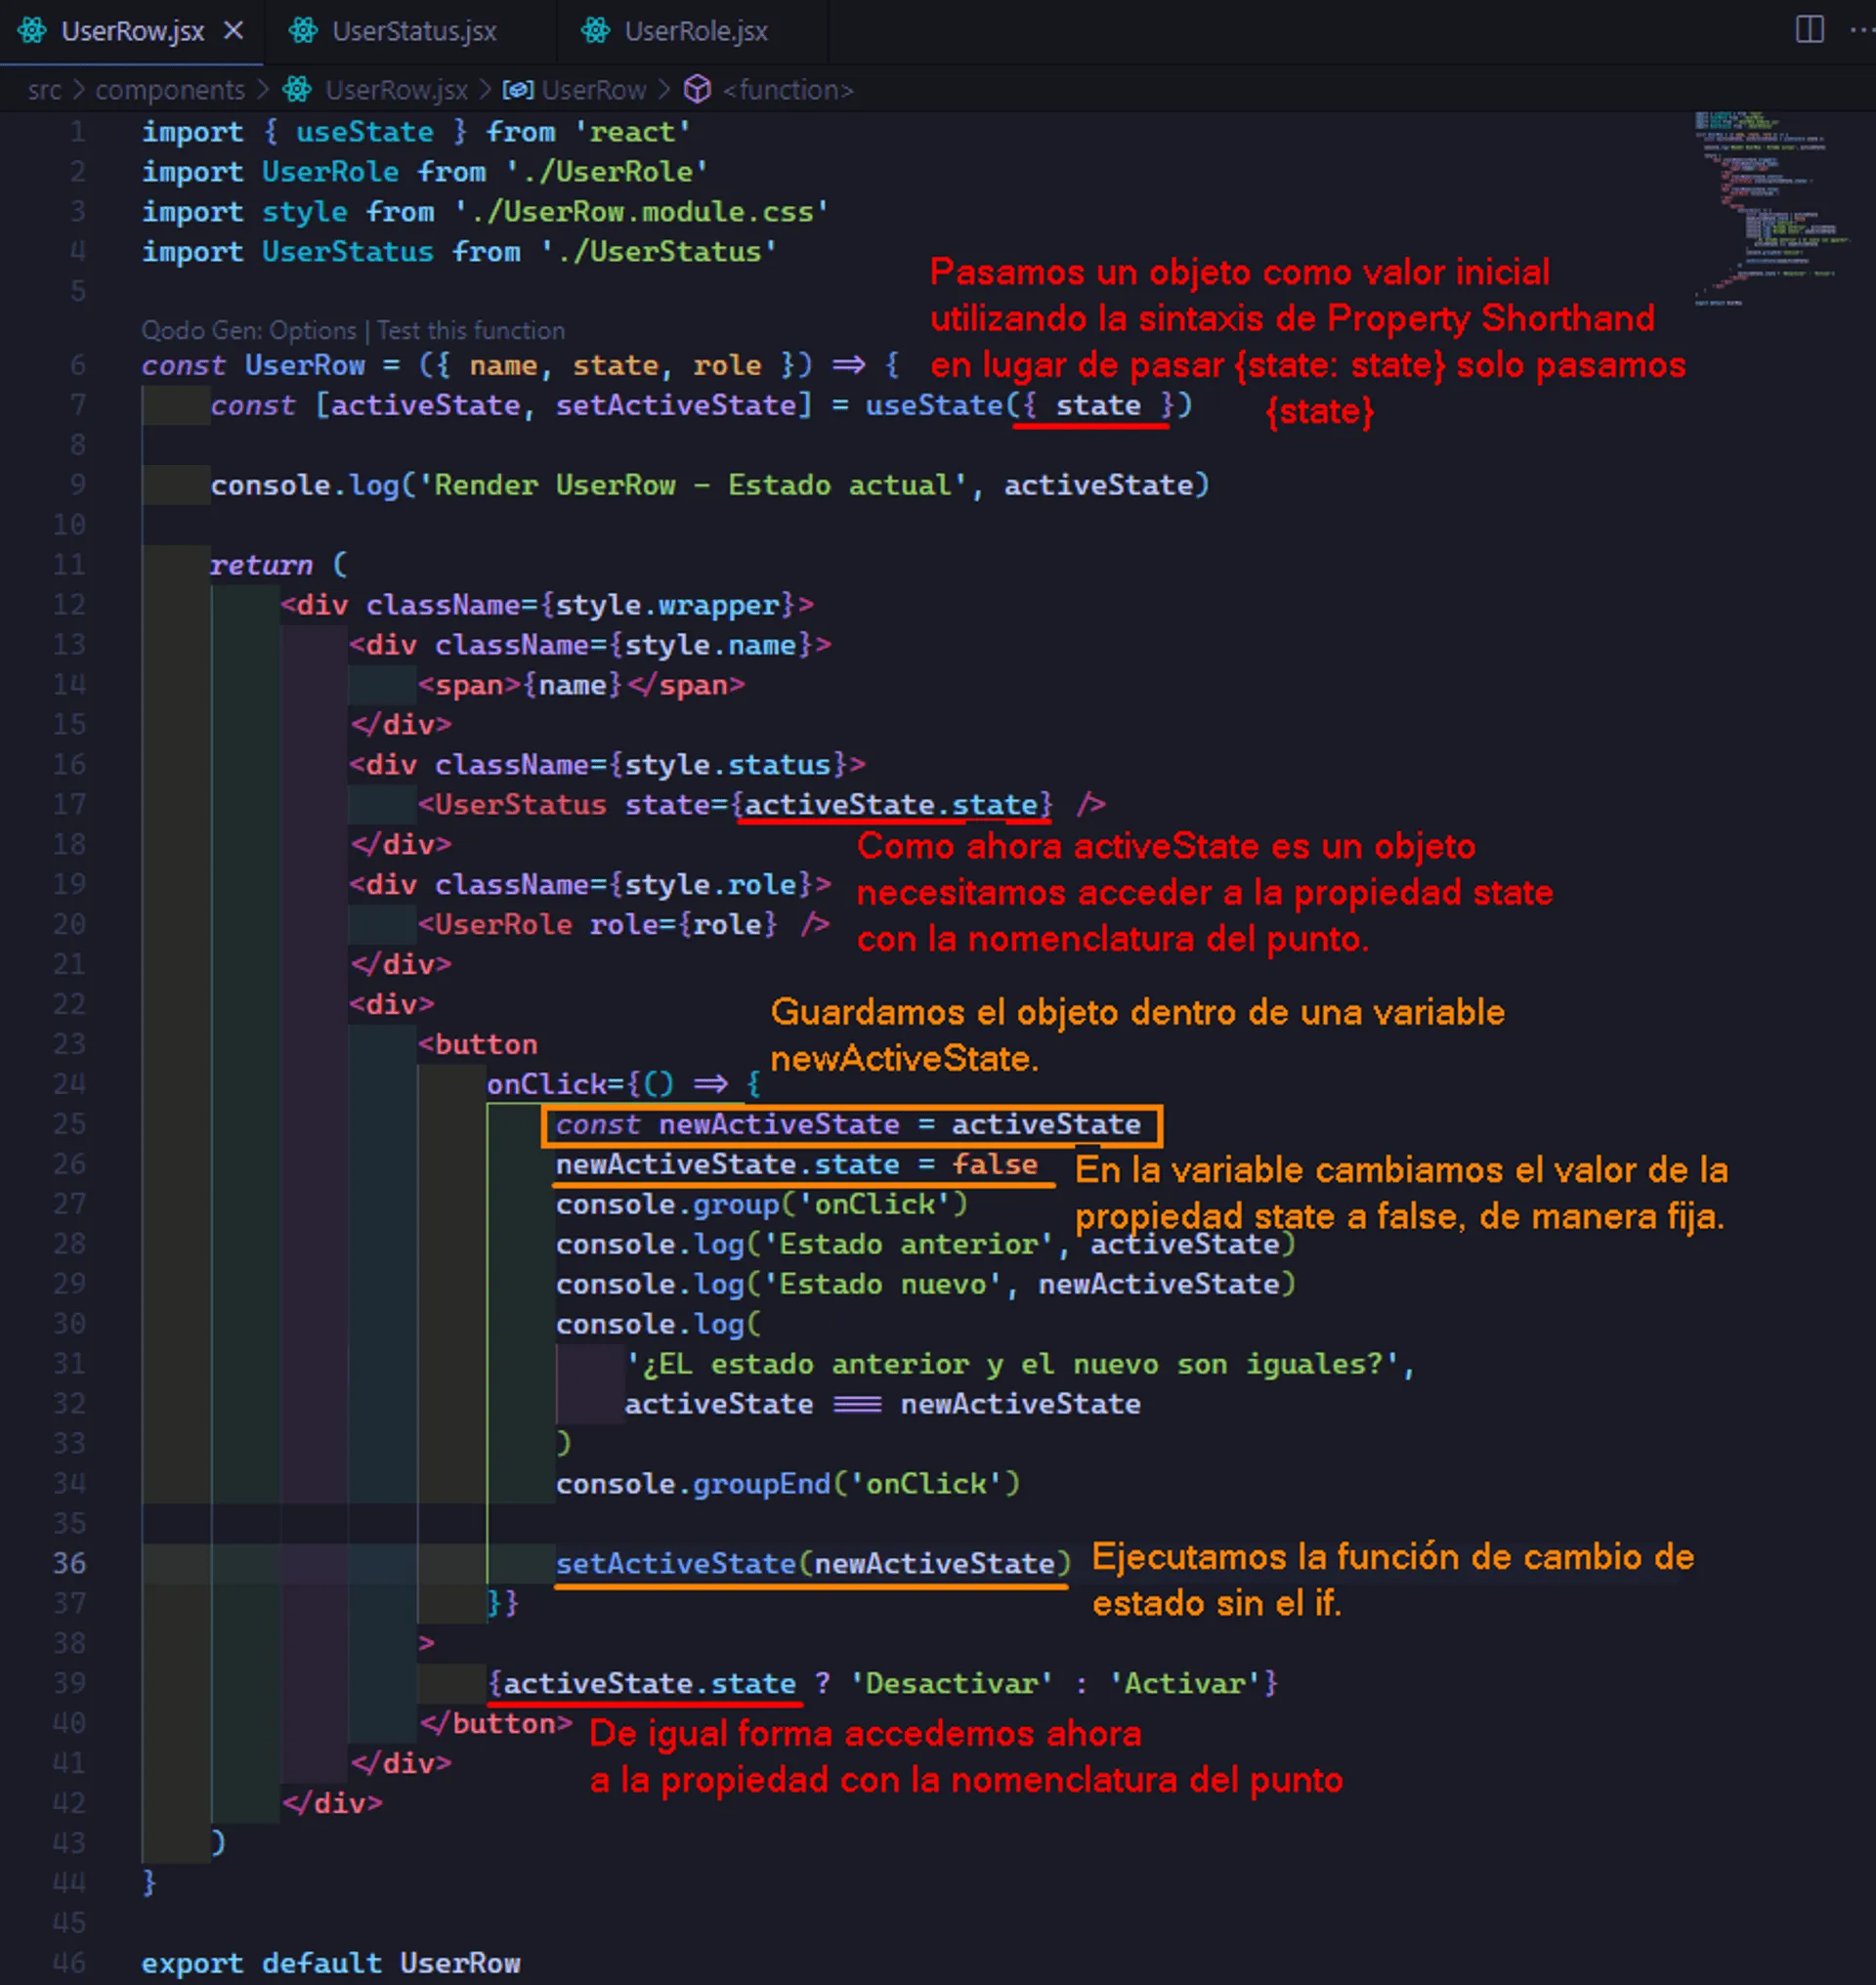 UserRow.jsx
UserStatus.jsx
UserRole.jsx
src > components > UserRow.jsx > UserRow > <function>
1 import { useState } from 'react'
2 import UserRole from './UserRole'
3 import style from './UserRow.module.css'
4 import UserStatus from './UserStatus'
5
Pasamos un objeto como valor inicial
utilizando la sintaxis de Property Shorthand
en lugar de pasar {state: state} solo pasamos
{state}
Qodo Gen: Options | Test this function
6 const UserRow = ({ name, state, role }) => {
7 const [activeState, setActiveState] = useState({ state })
8
9 console.log('Render UserRow - Estado actual', activeState)
10
11 return (
12 <div className={style.wrapper}>
13 <div className={style.name}>
14 <span>{name}</span>
15 </div>
16 <div className={style.status}>
17 <UserStatus state={activeState.state} />
18 </div>
Como ahora activeState es un objeto
necesitamos acceder a la propiedad state
con la nomenclatura del punto.
19 <div className={style.role}>
20 <UserRole role={role} />
21 </div>
22 <div>
Guardamos el objeto dentro de una variable
newActiveState.
23 <button
24 onClick={() => {
25 const newActiveState = activeState
26 newActiveState.state = false
En la variable cambiamos el valor de la
propiedad state a false, de manera fija.
27 console.group('onClick')
28 console.log('Estado anterior', activeState)
29 console.log('Estado nuevo', newActiveState)
30 console.log(
31 '¿EL estado anterior y el nuevo son iguales?',
32 activeState === newActiveState
33 )
34 console.groupEnd('onClick')
35
36 setActiveState(newActiveState)
Ejecutamos la función de cambio de
estado sin el if.
37 }}
38 >
39 {activeState.state ? 'Desactivar' : 'Activar'}
40 </button>
De igual forma accedemos ahora
a la propiedad con la nomenclatura del punto
41 </div>
42 </div>
43 )
44 }
45
46 export default UserRow